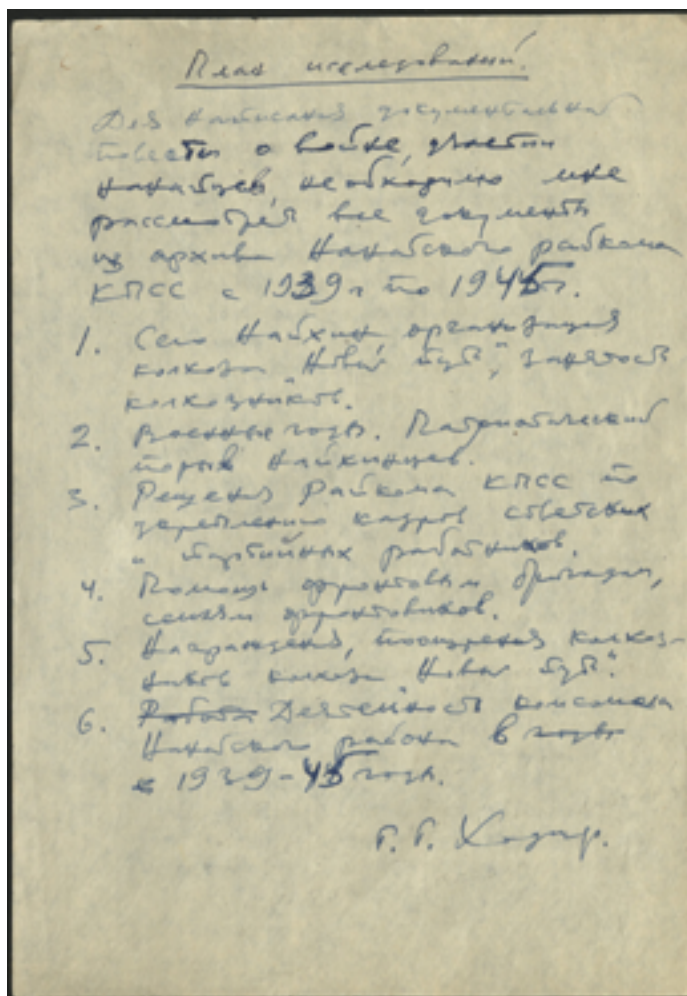 План исследований.
Для написания документальной
повести о войне, участии
нанайцев, необходимо мне
рассмотреть все документы
из архива Нанайского райкома
КПСС с 1939 г по 1945 г.
1. Село Найхин, организация
колхоза "Новый путь", занятость
колхозников.
2. Военные годы. Патриотический
порыв найхинцев.
3. Решения Райкома КПСС по
укреплению кадров советских
и партийных работников.
4. Помощь фронтовым бригадам,
семьям фронтовиков.
5. Награждения, поощрения колхоз-
ников колхоза "Новый путь".
6. Работа Деятельность комсомола
Нанайского района в годы
с 1939-45 годы.
Г. Г. Ходжер.